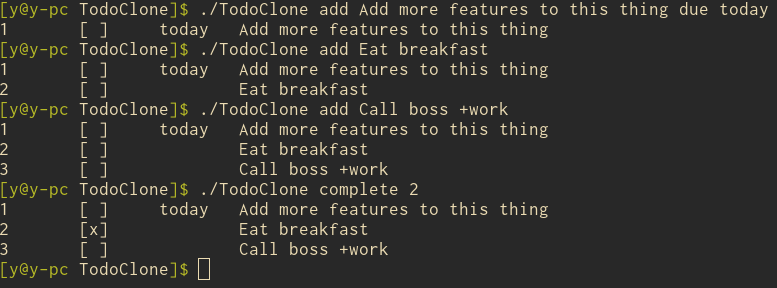 [y@y-pc TodoClone]$ ./TodoClone add Add more features to this thing due today
1       [ ]     today   Add more features to this thing
[y@y-pc TodoClone]$ ./TodoClone add Eat breakfast
1       [ ]     today   Add more features to this thing
2       [ ]             Eat breakfast
[y@y-pc TodoClone]$ ./TodoClone add Call boss +work
1       [ ]     today   Add more features to this thing
2       [ ]             Eat breakfast
3       [ ]             Call boss +work
[y@y-pc TodoClone]$ ./TodoClone complete 2
1       [ ]     today   Add more features to this thing
2       [x]             Eat breakfast
3       [ ]             Call boss +work
[y@y-pc TodoClone]$